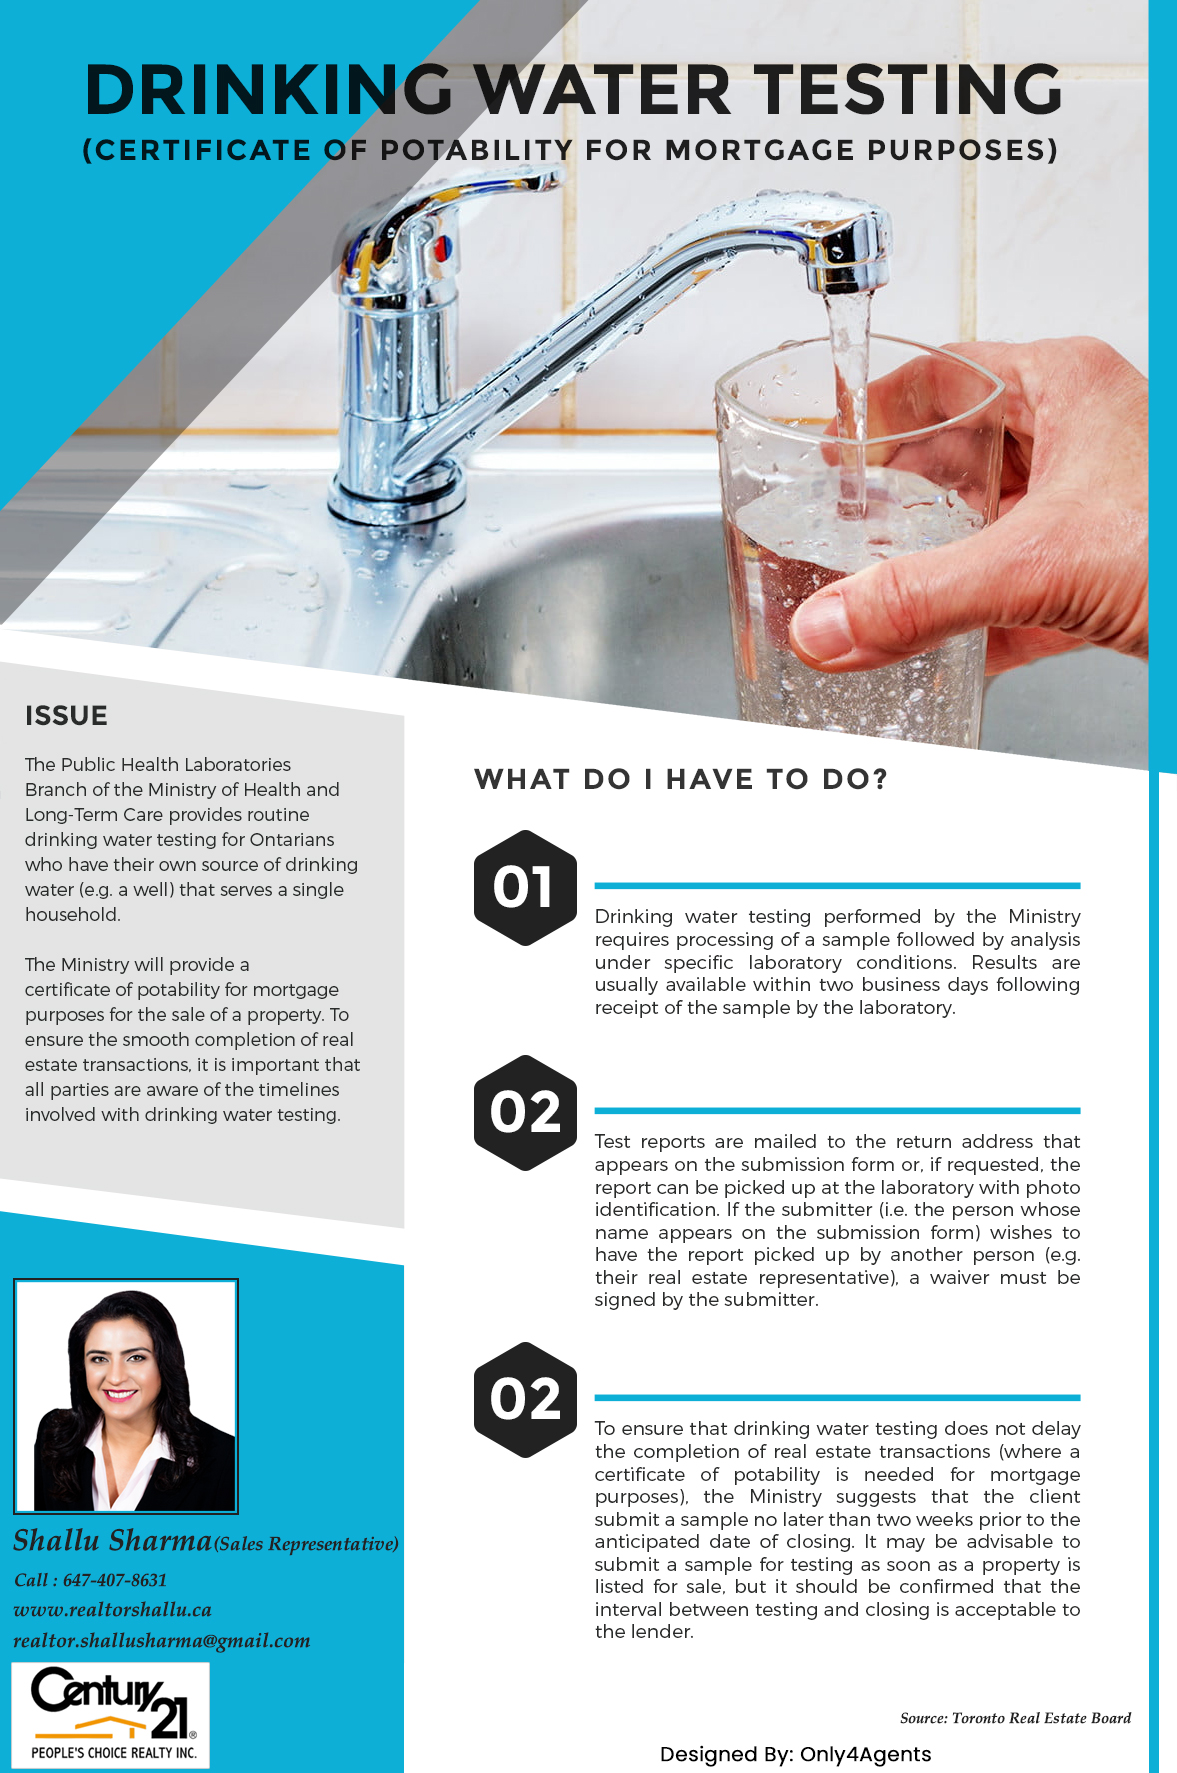 DRINKING WATER TESTING
(CERTIFICATE OF POTABILITY FOR MORTGAGE PURPOSES)
ISSUE
The Public Health Laboratories
Branch of the Ministry of Health and
Long-Term Care provides routine
drinking water testing for Ontarians
who have their own source of drinking
water (e.g. a well) that serves a single
household.
The Ministry will provide a
certificate of potability for mortgage
purposes for the sale of a property. To
ensure the smooth completion of real
estate transactions, it is important that
all parties are aware of the timelines
involved with drinking water testing.
WHAT DO I HAVE TO DO?
01
Drinking water testing performed by the Ministry
requires processing of a sample followed by analysis
under specific laboratory conditions. Results are
usually available within two business days following
receipt of the sample by the laboratory.
02
Test reports are mailed to the return address that
appears on the submission form or, if requested, the
report can be picked up at the laboratory with photo
identification. If the submitter (i.e. the person whose
name appears on the submission form) wishes to
have the report picked up by another person (e.g.
their real estate representative), a waiver must be
signed by the submitter.
02
To ensure that drinking water testing does not delay
the completion of real estate transactions (where a
certificate of potability is needed for mortgage
purposes), the Ministry suggests that the client
submit a sample no later than two weeks prior to the
anticipated date of closing. It may be advisable to
submit a sample for testing as soon as a property is
listed for sale, but it should be confirmed that the
interval between testing and closing is acceptable to
the lender.
Shallu Sharma (Sales Representative)
Call : 647-407-8631
www.realtorshallu.ca
realtor.shallusharma@gmail.com
Century 21®
PEOPLE'S CHOICE REALTY INC.
Source: Toronto Real Estate Board
Designed By: Only4Agents